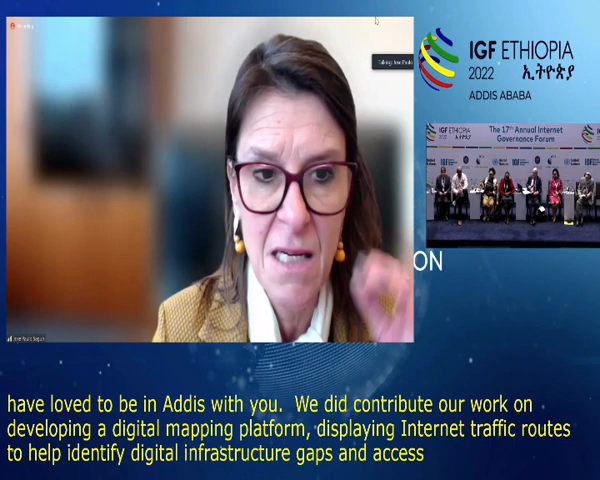 IGF ETHIOPIA
2022 ኢትዮጵያ
ADDIS ABABA
IGF ETHIOPIA
The 17th Annual Internet
Governance Forum
ON
have loved to be in Addis with you.  We did contribute our work on
developing a digital mapping platform, displaying Internet traffic routes
to help identify digital infrastructure gaps and access